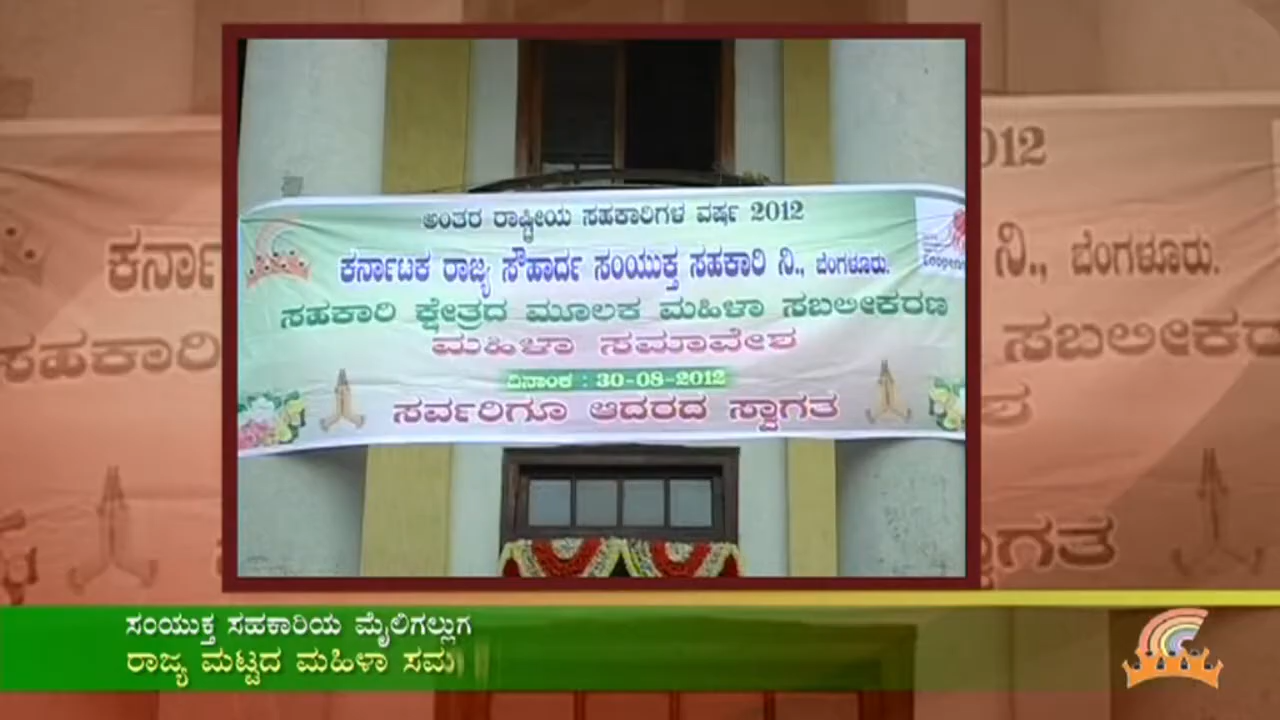 ಅಂತರ ರಾಷ್ಟ್ರೀಯ ಸಹಕಾರಿಗಳ ವರ್ಷ 2012
ಕರ್ನಾಟಕ ರಾಜ್ಯ ಸೌಹಾರ್ದ ಸಂಯುಕ್ತ ಸಹಕಾರಿ ನಿ., ಬೆಂಗಳೂರು.
ಸಹಕಾರಿ ಕ್ಷೇತ್ರದ ಮೂಲಕ ಮಹಿಳಾ ಸಬಲೀಕರಣ
ಮಹಿಳಾ ಸಮಾವೇಶ
ದಿನಾಂಕ : 30-08-2012
ಸರ್ವರಿಗೂ ಆದರದ ಸ್ವಾಗತ
ಸಂಯುಕ್ತ ಸಹಕಾರಿಯ ಮೈಲಿಗಲ್ಲುಗ
ರಾಜ್ಯ ಮಟ್ಟದ ಮಹಿಳಾ ಸಮ